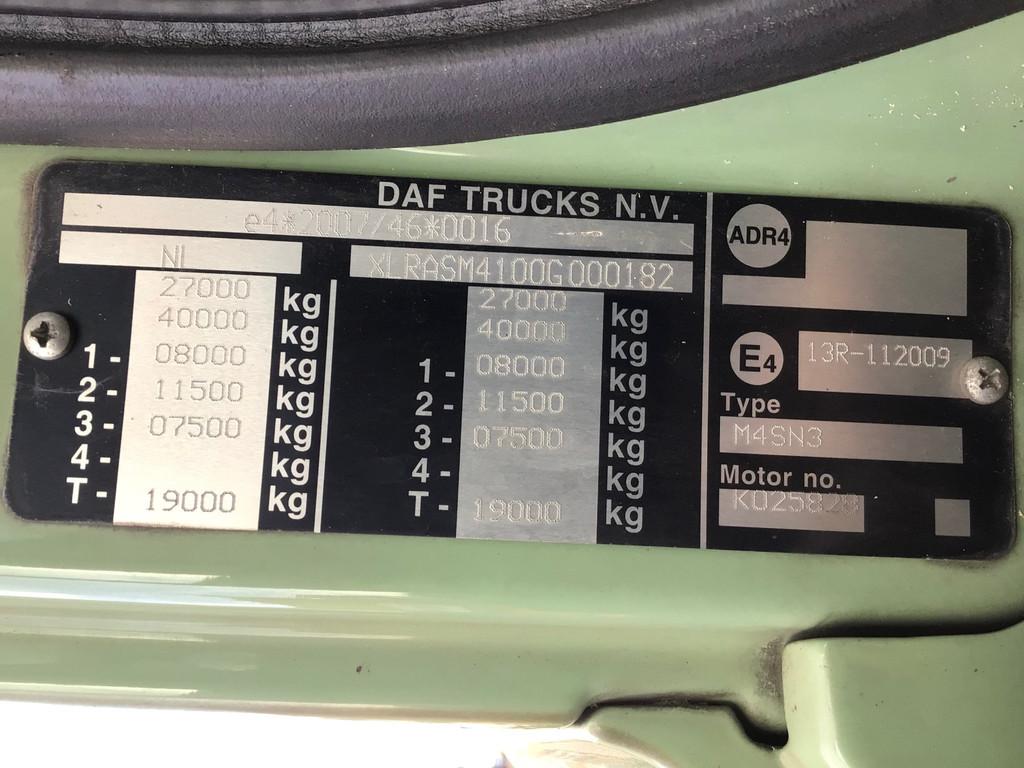 DAF TRUCKS N.V.
e4*2007/46*0016
NL XLRASM4100G000182
27000 kg 27000 kg
40000 kg 40000 kg
1- 08000 kg 1- 08000 kg
2- 11500 kg 2- 11500 kg
3- 07500 kg 3- 07500 kg
4- kg 4- kg
T- 19000 kg T- 19000 kg
ADR4
E4 13R-112009
Type
M4SN3
Motor no.